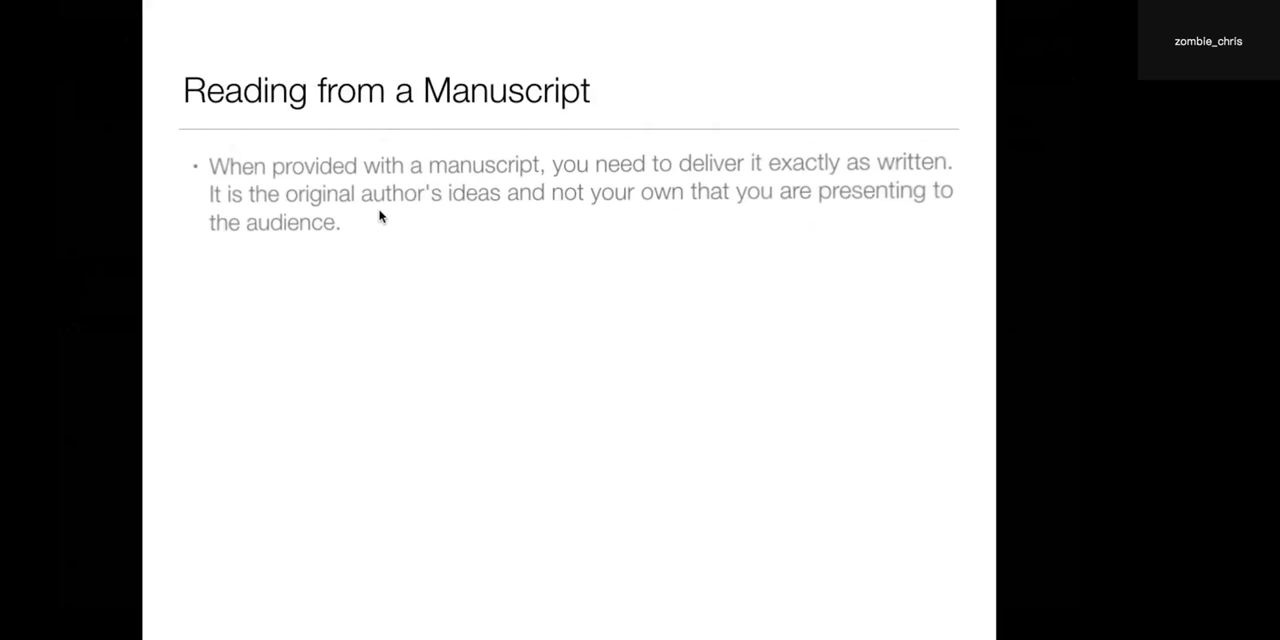 zombie_chris
Reading from a Manuscript
• When provided with a manuscript, you need to deliver it exactly as written.
It is the original author's ideas and not your own that you are presenting to
the audience.